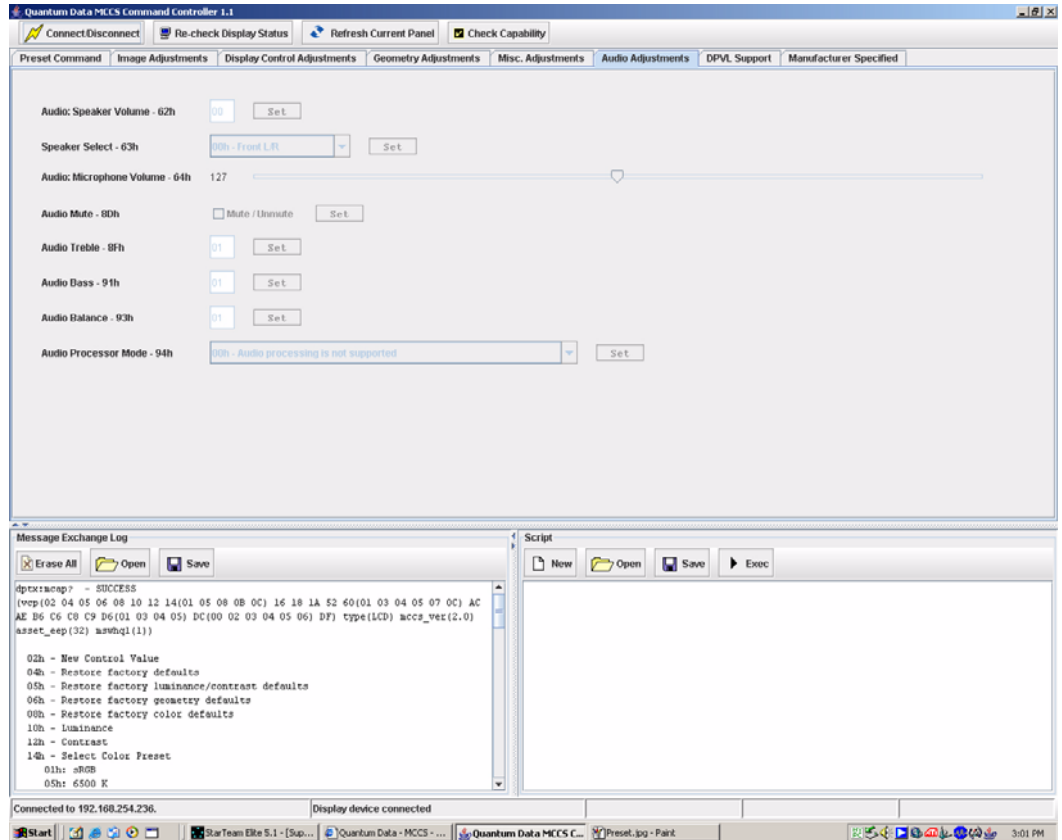 Quantum Data MCCS Command Controller 1.1
Connect/Disconnect Re-check Display Status Refresh Current Panel Check Capability
Preset Command Image Adjustments Display Control Adjustments Geometry Adjustments Misc. Adjustments Audio Adjustments DPVL Support Manufacturer Specified
Audio: Speaker Volume - 62h 00 Set
Speaker Select - 63h 00h - Front L/R Set
Audio: Microphone Volume - 64h 127
Audio Mute - 8Dh Mute / Unmute Set
Audio Treble - 8Fh 01 Set
Audio Bass - 91h 01 Set
Audio Balance - 93h 01 Set
Audio Processor Mode - 94h 00h - Audio processing is not supported Set
Message Exchange Log
Erase All Open Save
dptx:mcap? - SUCCESS
(vcp(02 04 05 06 08 10 12 14(01 05 08 0B 0C) 16 18 1A 52 60(01 03 04 05 07 0C) AC
AE B6 C6 C8 C9 D6(01 03 04 05) DC(00 02 03 04 05 06) DF) type(LCD) mccs_ver(2.0)
asset_eep(32) mswhql(1))
02h - New Control Value
04h - Restore factory defaults
05h - Restore factory luminance/contrast defaults
06h - Restore factory geometry defaults
08h - Restore factory color defaults
10h - Luminance
12h - Contrast
14h - Select Color Preset
01h: sRGB
05h: 6500 K
Script
New Open Save Exec
Connected to 192.168.254.236. Display device connected
Start StarTeam Elite 5.1 - [Sup... Quantum Data - MCCS - ... Quantum Data MCCS C... Preset.jpg - Paint 3:01 PM